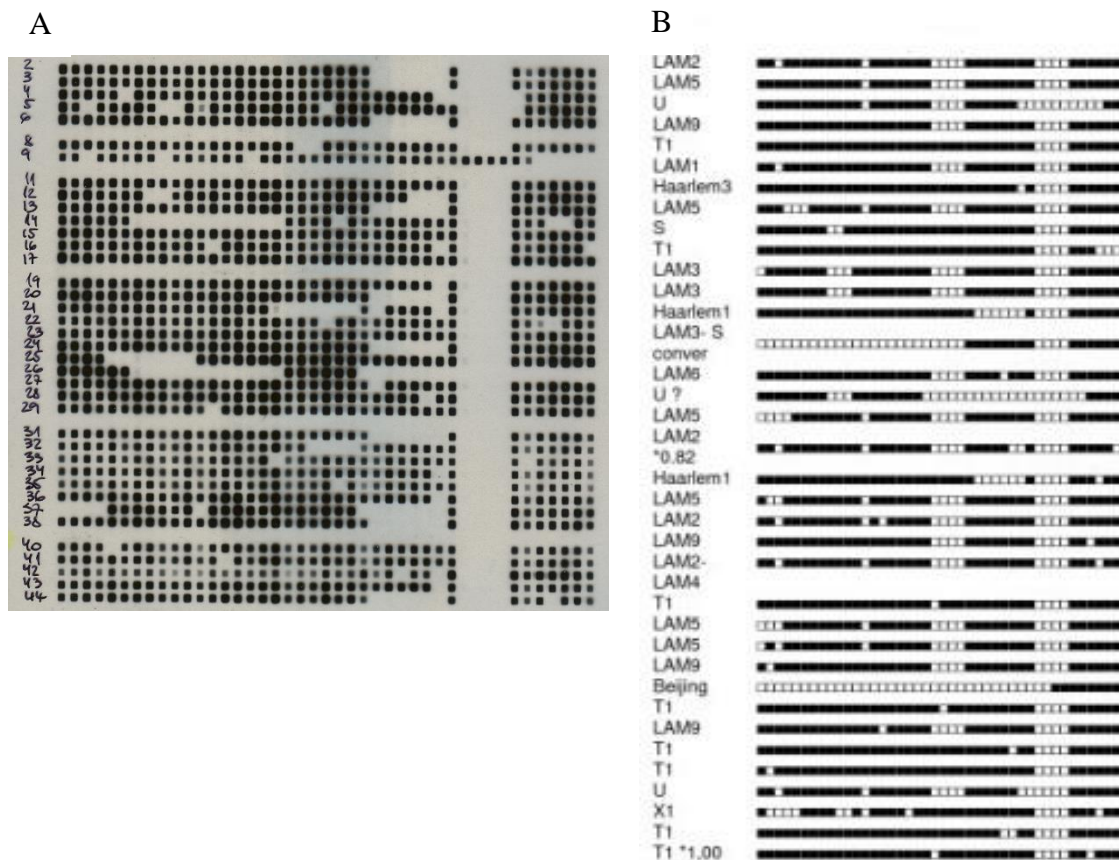 A
B
2
3
4
5
6
8
9
11
12
13
14
15
16
17
19
20
21
22
23
24
25
26
27
28
29
31
32
33
34
35
36
37
38
40
41
42
43
44
LAM2
LAM5
U
LAM9
T1
LAM1
Haarlem3
LAM5
S
T1
LAM3
LAM3
Haarlem1
LAM3- S
conver
LAM6
U ?
LAM5
LAM2
*0.82
Haarlem1
LAM5
LAM2
LAM9
LAM2-
LAM4
T1
LAM5
LAM5
LAM9
Beijing
T1
LAM9
T1
T1
U
X1
T1
T1 *1.00